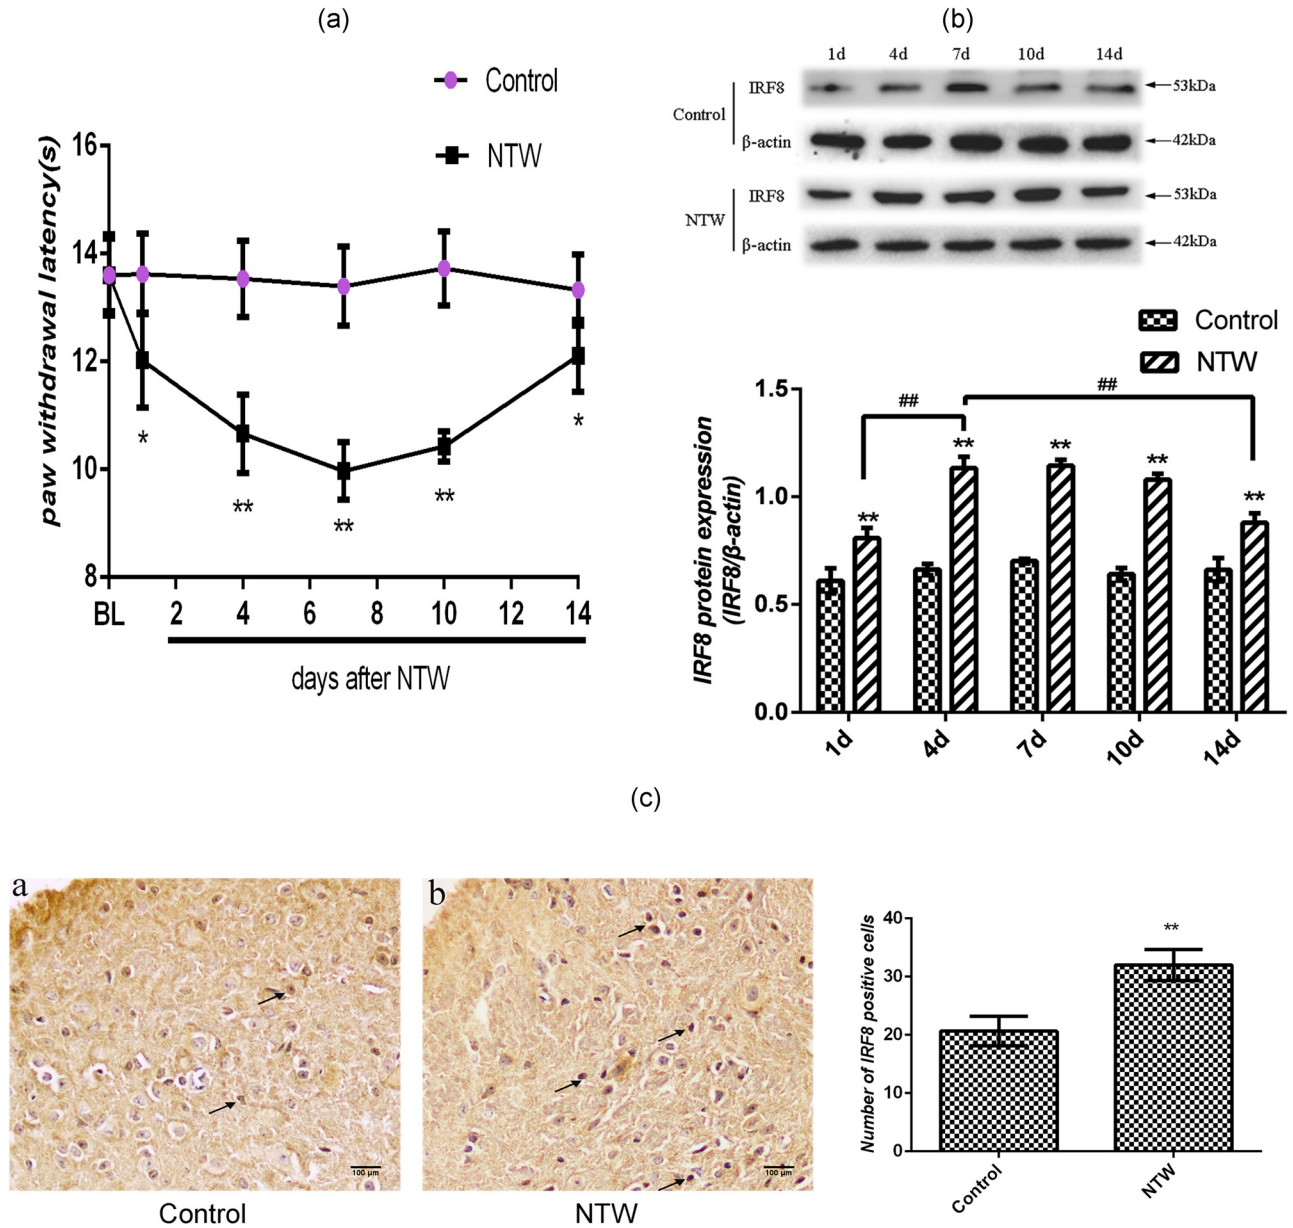 (a)
Control
NTW
paw withdrawal latency(s)
16
14
12
10
8
*
**
**
**
*
BL 2 4 6 8 10 12 14
days after NTW
(b)
1d 4d 7d 10d 14d
Control
IRF8
53kDa
β-actin
42kDa
NTW
IRF8
53kDa
β-actin
42kDa
Control
NTW
IRF8 protein expression
(IRF8/β-actin)
1.5
1.0
0.5
0.0
##
##
**
**
**
**
**
1d 4d 7d 10d 14d
(c)
a
100 μm
Control
b
100 μm
NTW
Number of IRF8 positive cells
40
30
20
10
0
**
Control
NTW